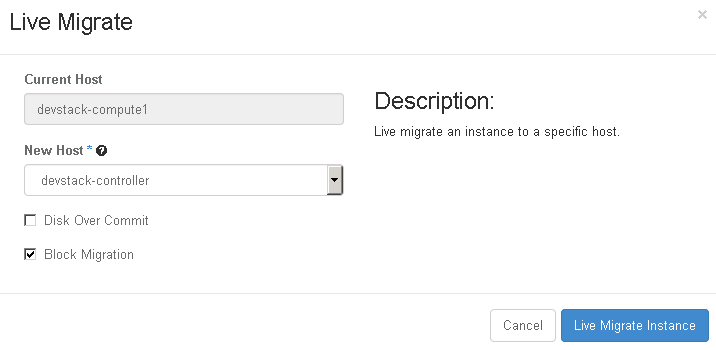 Live Migrate
×
Current Host
devstack-compute1
New Host * ?
devstack-controller
Disk Over Commit
Block Migration
Description:
Live migrate an instance to a specific host.
Cancel
Live Migrate Instance